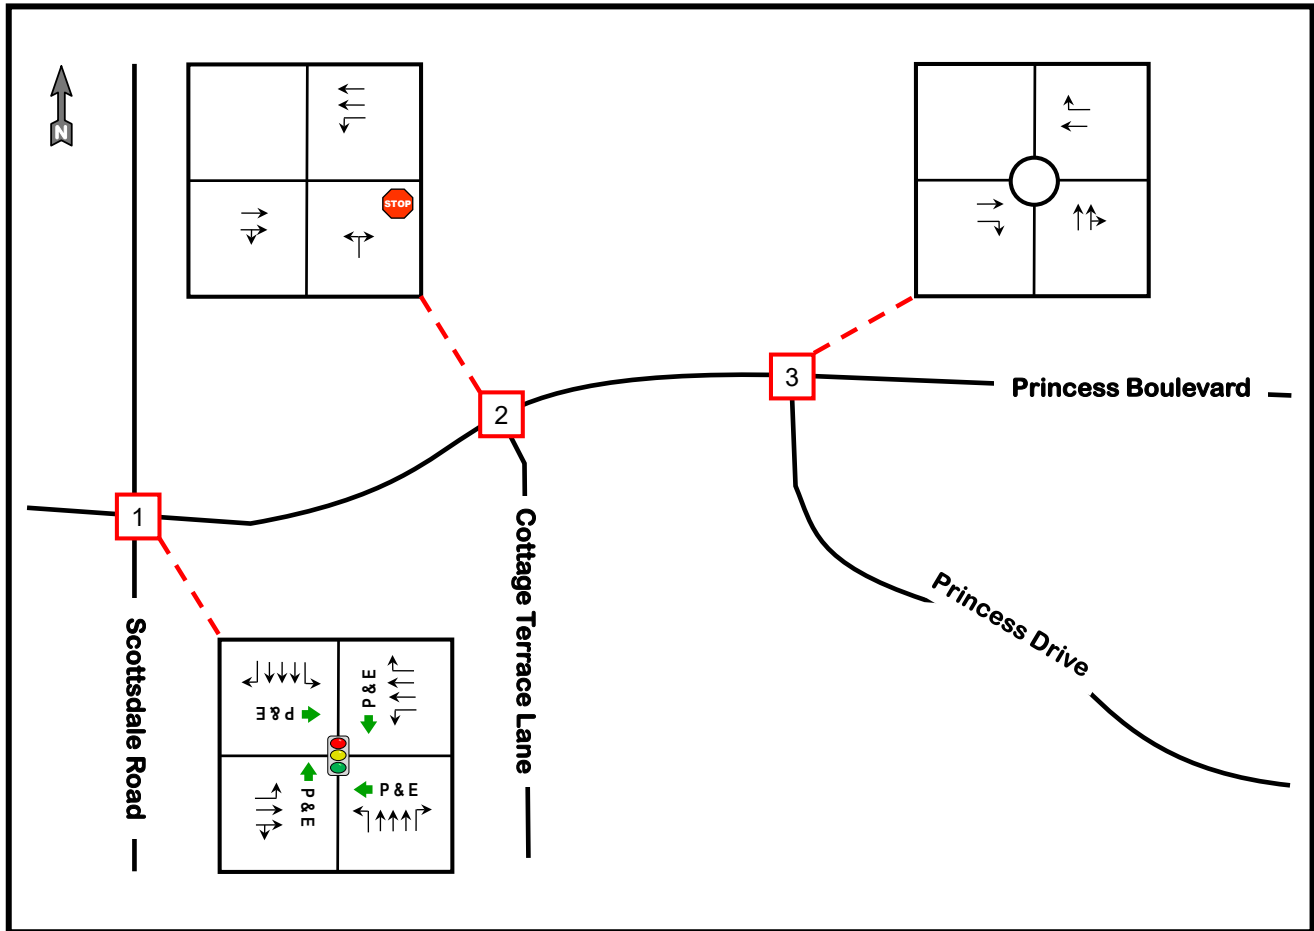 N
STOP
1
2
3
Princess Boulevard
Cottage Terrace Lane
Princess Drive
Scottsdale Road
P & E
P & E
P & E
P & E